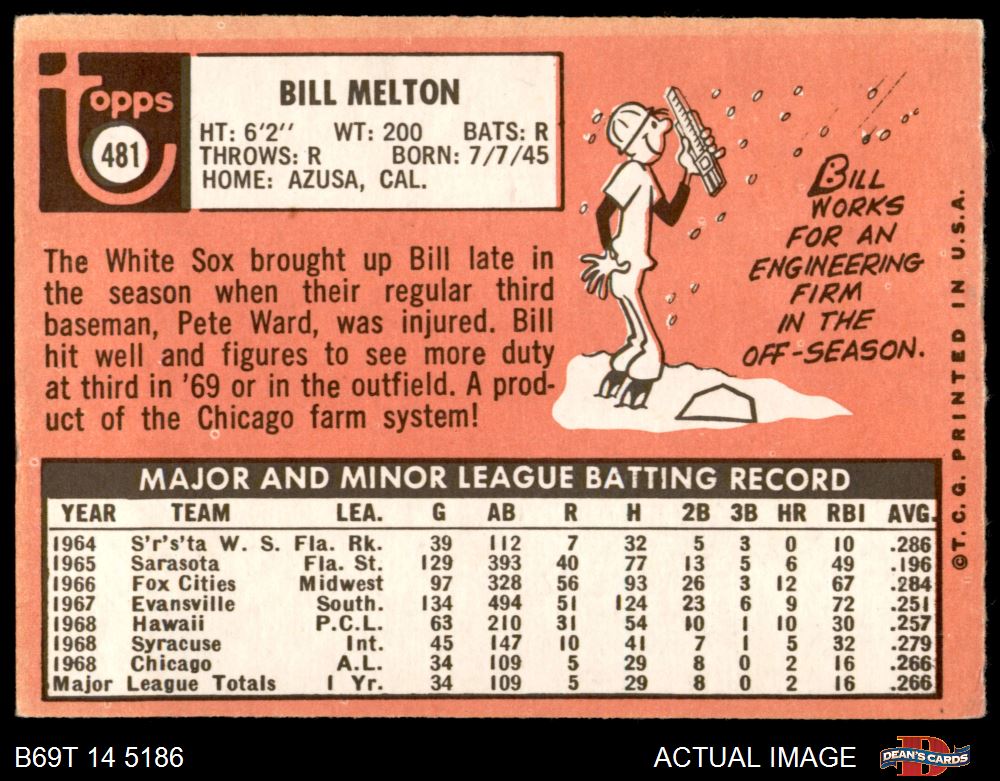 Topps
481
BILL MELTON
HT: 6'2'' WT: 200 BATS: R
THROWS: R BORN: 7/7/45
HOME: AZUSA, CAL.
The White Sox brought up Bill late in
the season when their regular third
baseman, Pete Ward, was injured. Bill
hit well and figures to see more duty
at third in '69 or in the outfield. A prod-
uct of the Chicago farm system!
BILL
WORKS
FOR AN
ENGINEERING
FIRM
IN THE
OFF-SEASON.
©T. C. G. PRINTED IN U.S.A.
MAJOR AND MINOR LEAGUE BATTING RECORD
YEAR TEAM LEA. G AB R H 2B 3B HR RBI AVG.
1964 S'r's'ta W. S. Fla. Rk. 39 112 7 32 5 3 0 10 .286
1965 Sarasota Fla. St. 129 393 40 77 13 5 6 49 .196
1966 Fox Cities Midwest 97 328 56 93 26 3 12 67 .284
1967 Evansville South. 134 494 51 124 23 6 9 72 .251
1968 Hawaii P.C.L. 63 210 31 54 10 1 10 30 .257
1968 Syracuse Int. 45 147 10 41 7 1 5 32 .279
1968 Chicago A.L. 34 109 5 29 8 0 2 16 .266
Major League Totals 1 Yr. 34 109 5 29 8 0 2 16 .266
B69T 14 5186 ACTUAL IMAGE DEAN'S CARDS